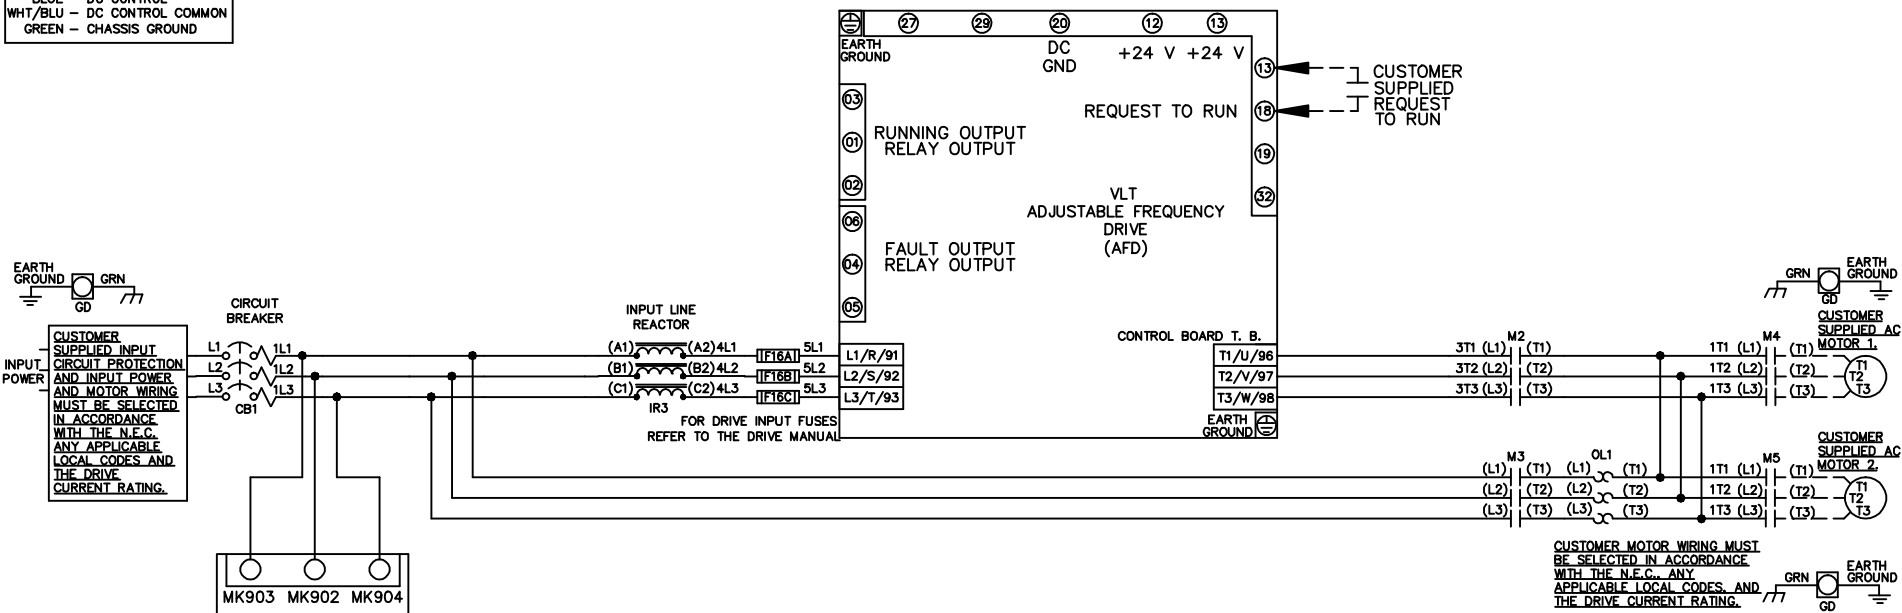 WHT/BLU – DC CONTROL COMMON
GREEN – CHASSIS GROUND
27 29 20 12 13
EARTH
GROUND
DC
GND
+24 V +24 V
13
18
19
32
CUSTOMER
SUPPLIED
REQUEST
TO RUN
REQUEST TO RUN
03
01
02
RUNNING OUTPUT
RELAY OUTPUT
06
04
05
FAULT OUTPUT
RELAY OUTPUT
VLT
ADJUSTABLE FREQUENCY
DRIVE
(AFD)
EARTH
GROUND
GRN
GD
CIRCUIT
BREAKER
INPUT
POWER
CUSTOMER
SUPPLIED INPUT
CIRCUIT PROTECTION
AND INPUT POWER
AND MOTOR WIRING
MUST BE SELECTED
IN ACCORDANCE
WITH THE N.E.C.
ANY APPLICABLE
LOCAL CODES AND
THE DRIVE
CURRENT RATING.
L1 1L1
L2 1L2
L3 1L3
CB1
INPUT LINE
REACTOR
(A1) (A2) 4L1 F16A 5L1 L1/R/91
(B1) (B2) 4L2 F16B 5L2 L2/S/92
(C1) (C2) 4L3 F16C 5L3 L3/T/93
IR3
FOR DRIVE INPUT FUSES
REFER TO THE DRIVE MANUAL
CONTROL BOARD T. B.
T1/U/96
T2/V/97
T3/W/98
EARTH
GROUND
M2
3T1 (L1) (T1)
3T2 (L2) (T2)
3T3 (L3) (T3)
M4
1T1 (L1) (T1)
1T2 (L2) (T2)
1T3 (L3) (T3)
GRN
GD
EARTH
GROUND
CUSTOMER
SUPPLIED AC
MOTOR 1.
T1
T2
T3
M3
(L1) (T1)
(L2) (T2)
(L3) (T3)
OL1
(L1) (T1)
(L2) (T2)
(L3) (T3)
M5
1T1 (L1) (T1)
1T2 (L2) (T2)
1T3 (L3) (T3)
CUSTOMER
SUPPLIED AC
MOTOR 2.
T1
T2
T3
MK903 MK902 MK904
CUSTOMER MOTOR WIRING MUST
BE SELECTED IN ACCORDANCE
WITH THE N.E.C., ANY
APPLICABLE LOCAL CODES, AND
THE DRIVE CURRENT RATING.
GRN
GD
EARTH
GROUND